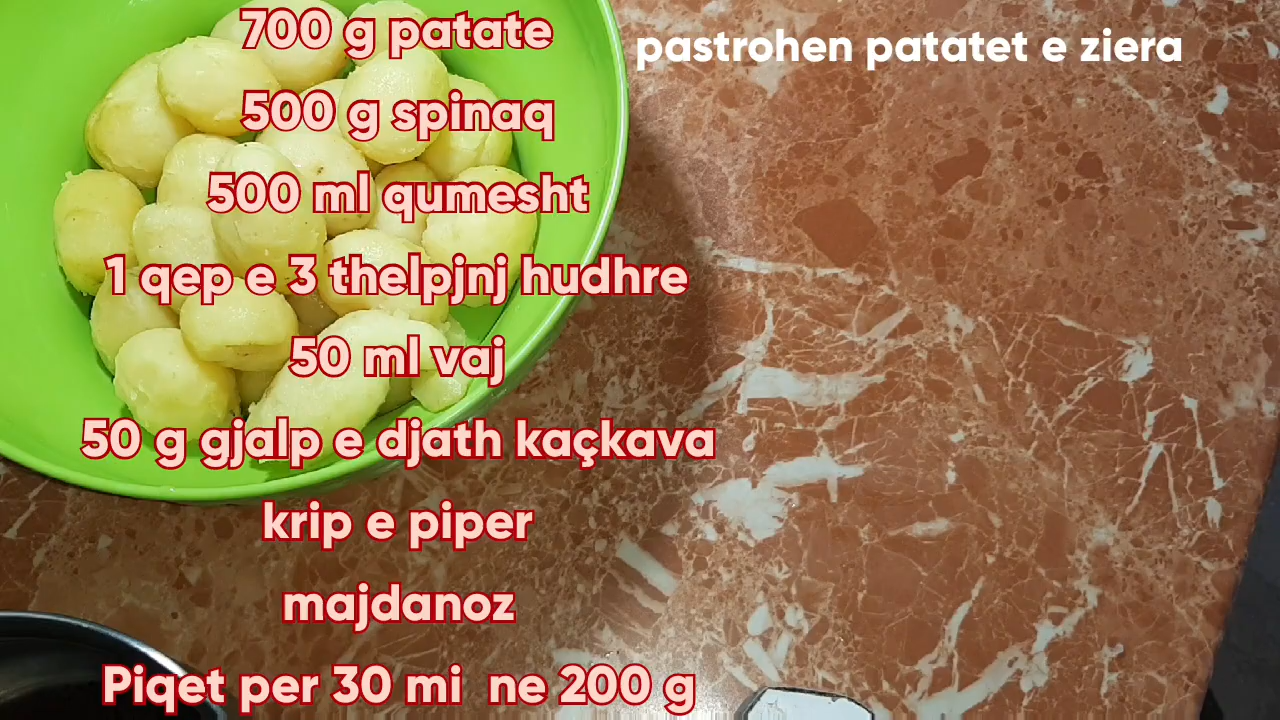 700 g patate
pastrohen patatet e ziera
500 g spinaq
500 ml qumesht
1 qep e 3 thelpjnj hudhre
50 ml vaj
50 g gjalp e djath kaçkava
krip e piper
majdanoz
Piqet per 30 mi ne 200 g